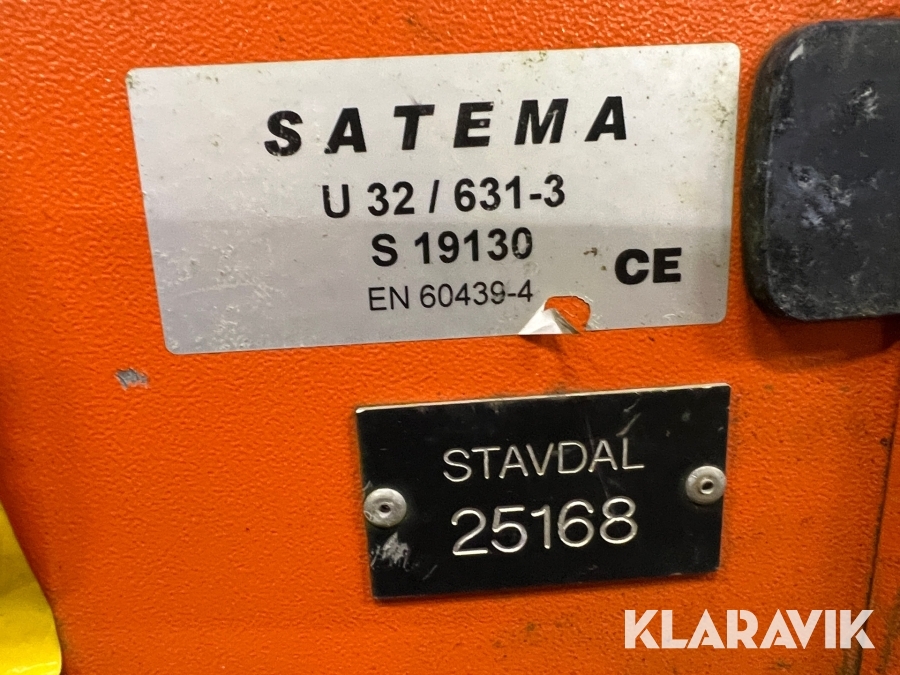 SATEMA
U 32 / 631-3
S 19130
CE
EN 60439-4
STAVDAL
25168
KLARAVIK